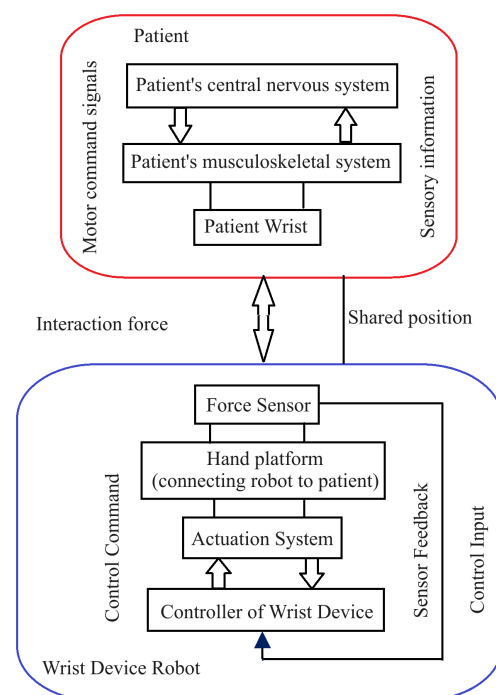 Patient
Patient's central nervous system
Motor command signals
Sensory information
Patient's musculoskeletal system
Patient Wrist
Interaction force
Shared position
Force Sensor
Hand platform
(connecting robot to patient)
Control Command
Sensor Feedback
Control Input
Actuation System
Controller of Wrist Device
Wrist Device Robot